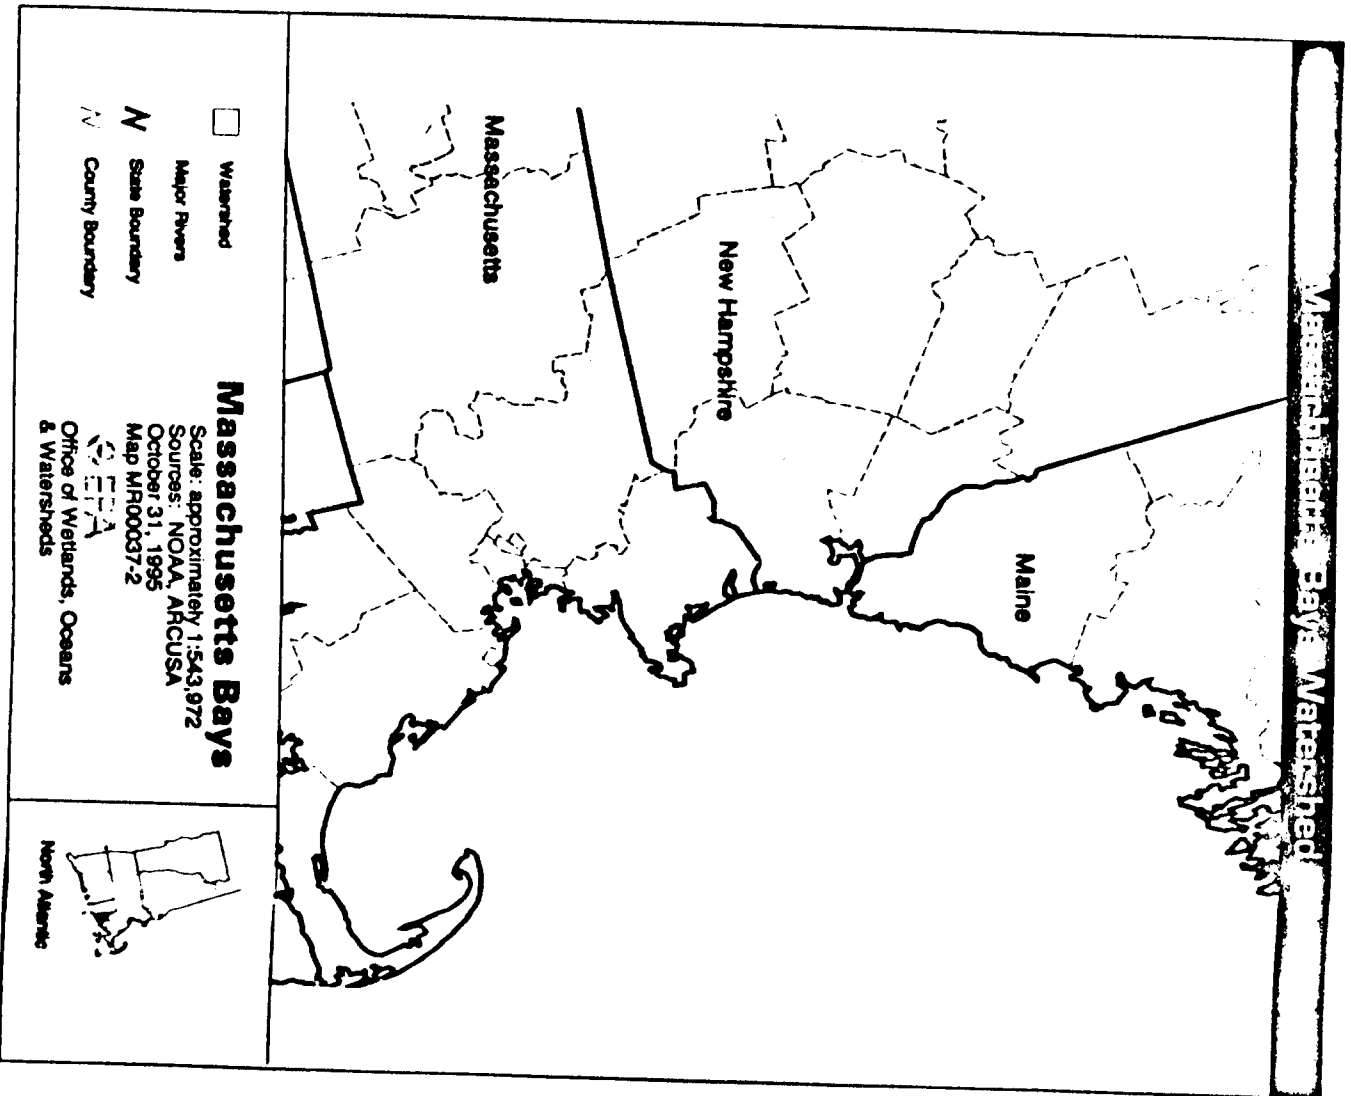 Massachusetts Bays Watershed
Maine
New Hampshire
Massachusetts
Watershed
Major Rivers
State Boundary
County Boundary
Massachusetts Bays
Scale: approximately 1:543,972
Sources: NOAA, ARCUSA
October 31, 1995
Map MR00037-2
EPA
Office of Wetlands, Oceans
& Watersheds
North Atlantic